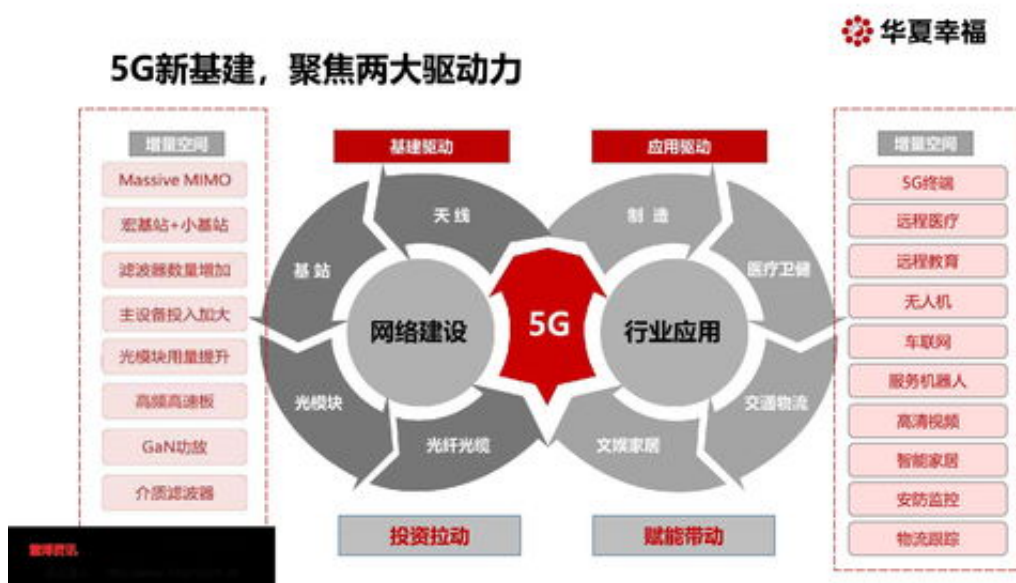 华夏幸福
5G新基建，聚焦两大驱动力
增量空间
Massive MIMO
宏基站+小基站
滤波器数量增加
主设备投入加大
光模块用量提升
高频高速板
GaN功放
介质滤波器
基建驱动
天线
基站
网络建设
光模块
光纤光缆
投资拉动
5G
应用驱动
制造
医疗卫健
行业应用
交通物流
文娱家居
赋能带动
增量空间
5G终端
远程医疗
远程教育
无人机
车联网
服务机器人
高清视频
智能家居
安防监控
物流跟踪